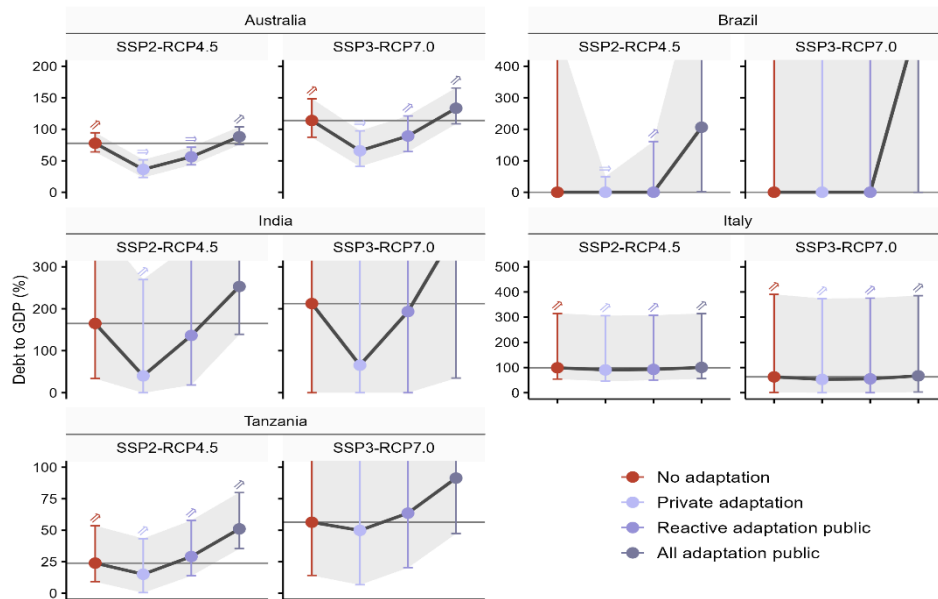 Australia
SSP2-RCP4.5
SSP3-RCP7.0
200
150
100
50
0
Brazil
SSP2-RCP4.5
SSP3-RCP7.0
400
300
200
100
0
India
SSP2-RCP4.5
SSP3-RCP7.0
300
200
100
0
Italy
SSP2-RCP4.5
SSP3-RCP7.0
500
400
300
200
100
0
Debt to GDP (%)
Tanzania
SSP2-RCP4.5
SSP3-RCP7.0
100
75
50
25
0
No adaptation
Private adaptation
Reactive adaptation public
All adaptation public